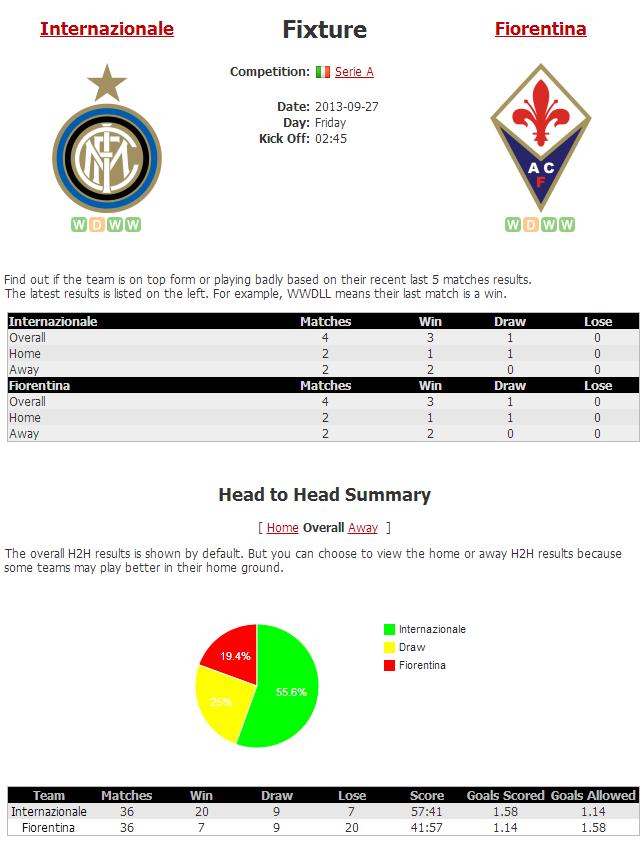 Internazionale Fixture Fiorentina
Competition: Serie A
Date: 2013-09-27
Day: Friday
Kick Off: 02:45
A C
F
W D W W W D W W
Find out if the team is on top form or playing badly based on their recent last 5 matches results.
The latest results is listed on the left. For example, WWDLL means their last match is a win.
Internazionale Matches Win Draw Lose
Overall 4 3 1 0
Home 2 1 1 0
Away 2 2 0 0
Fiorentina Matches Win Draw Lose
Overall 4 3 1 0
Home 2 1 1 0
Away 2 2 0 0
Head to Head Summary
[ Home Overall Away ]
The overall H2H results is shown by default. But you can choose to view the home or away H2H results because
some teams may play better in their home ground.
Internazionale
Draw
Fiorentina
19.4%
55.6%
25%
Team Matches Win Draw Lose Score Goals Scored Goals Allowed
Internazionale 36 20 9 7 57:41 1.58 1.14
Fiorentina 36 7 9 20 41:57 1.14 1.58